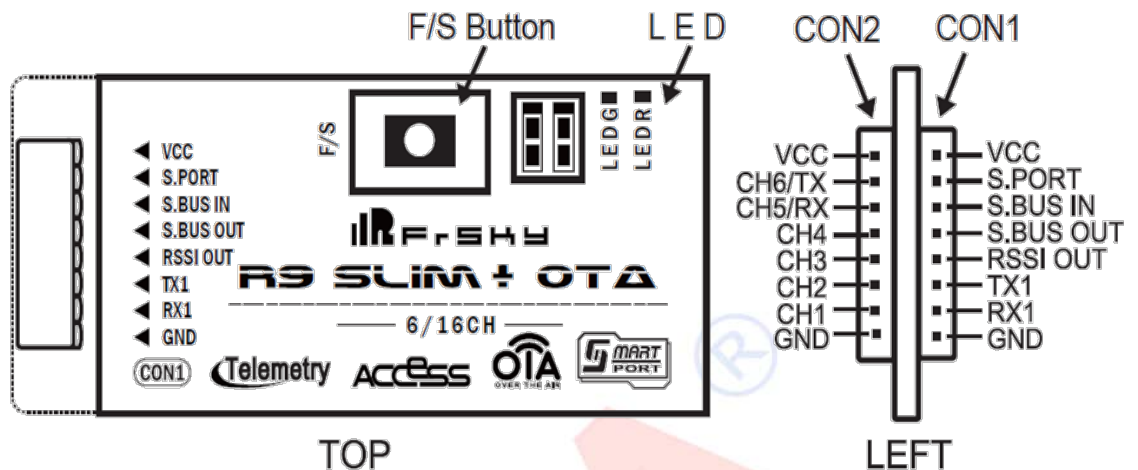 F/S Button
L E D
CON2
CON1
F/S
LEDG
LEDR
VCC
S.PORT
S.BUS IN
S.BUS OUT
RSSI OUT
TX1
RX1
GND
FrSKY
R9 SLIM+ OTA
6/16CH
CON1
Telemetry
ACCESS
OTA
OVER THE AIR
SMART
PORT
VCC
CH6/TX
CH5/RX
CH4
CH3
CH2
CH1
GND
VCC
S.PORT
S.BUS IN
S.BUS OUT
RSSI OUT
TX1
RX1
GND
®
TOP
LEFT